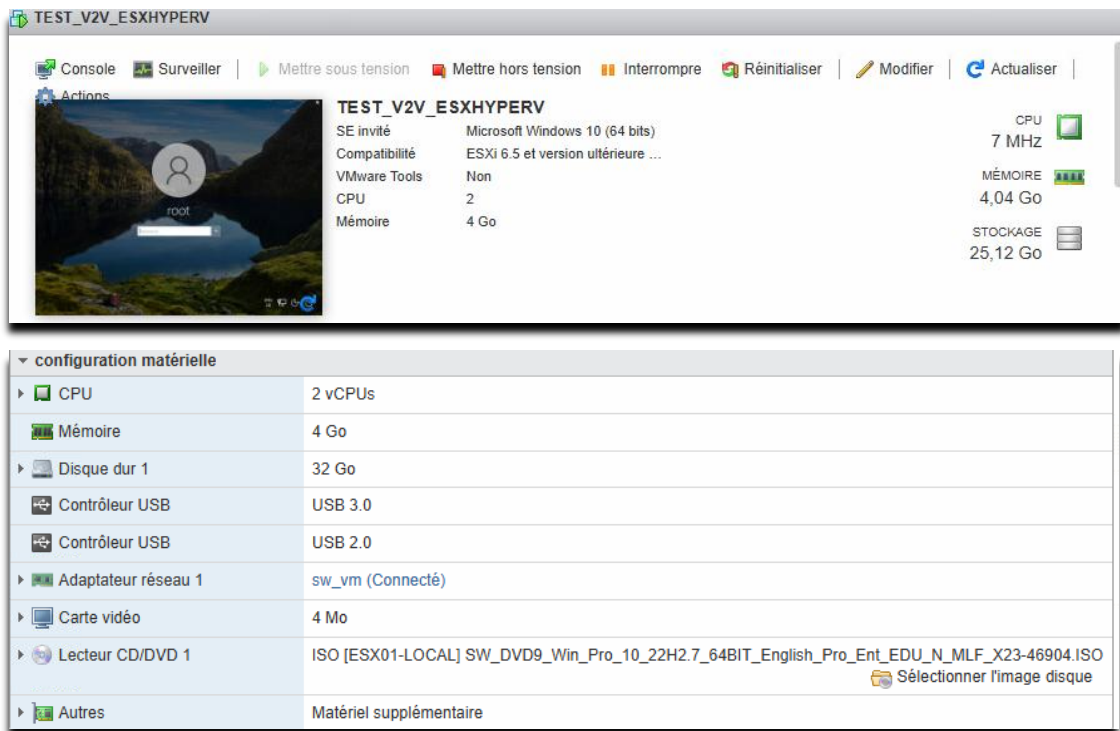 TEST_V2V_ESXHYPERV
Console Surveiller Mettre sous tension Mettre hors tension Interrompre Réinitialiser Modifier Actualiser
Actions
TEST_V2V_ESXHYPERV
SE invité Microsoft Windows 10 (64 bits)
Compatibilité ESXi 6.5 et version ultérieure ...
VMware Tools Non
CPU 2
Mémoire 4 Go
root
CPU
7 MHz
MÉMOIRE
4,04 Go
STOCKAGE
25,12 Go
configuration matérielle
CPU 2 vCPUs
Mémoire 4 Go
Disque dur 1 32 Go
Contrôleur USB USB 3.0
Contrôleur USB USB 2.0
Adaptateur réseau 1 sw_vm (Connecté)
Carte vidéo 4 Mo
Lecteur CD/DVD 1 ISO [ESX01-LOCAL] SW_DVD9_Win_Pro_10_22H2.7_64BIT_English_Pro_Ent_EDU_N_MLF_X23-46904.ISO
Sélectionner l'image disque
Autres Matériel supplémentaire